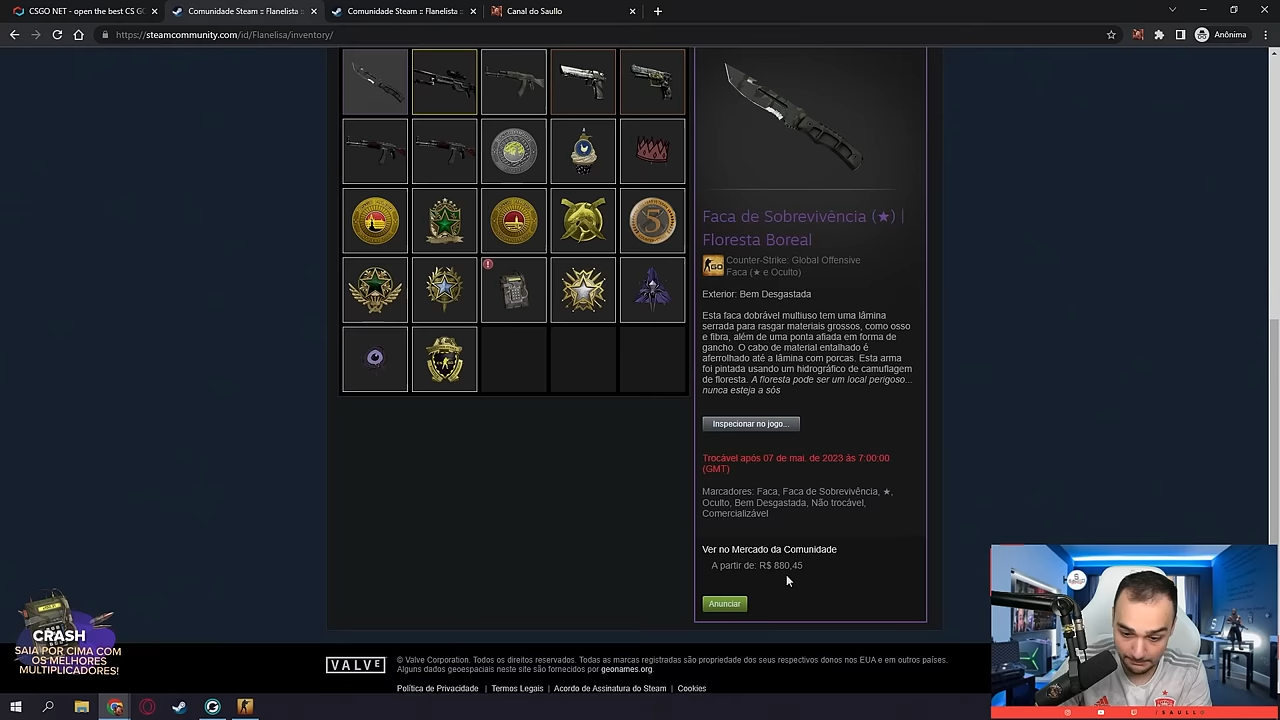 CSGO NET - open the best CS G
Comunidade Steam :: Flanelista ::
Comunidade Steam :: Flanelista ::
Canal do Saullo
https://steamcommunity.com/id/Flanelisa/inventory/
Anônima
Faca de Sobrevivência (★) |
Floresta Boreal
Counter-Strike: Global Offensive
Faca (★ e Oculto)
Exterior: Bem Desgastada
Esta faca dobrável multiuso tem uma lâmina
serrada para rasgar materiais grossos, como osso
e fibra, além de uma ponta afiada em forma de
gancho. O cabo de material entalhado é
aferrolhado até a lâmina com porcas. Esta arma
foi pintada usando um hidrográfico de camuflagem
de floresta. A floresta pode ser um local perigoso...
nunca esteja a sós
Inspecionar no jogo...
Trocável após 07 de mai. de 2023 às 7:00:00
(GMT)
Marcadores: Faca, Faca de Sobrevivência, ★,
Oculto, Bem Desgastada, Não trocável,
Comercializável
Ver no Mercado da Comunidade
A partir de: R$ 880,45
Anunciar
CRASH
SAIA POR CIMA COM
OS MELHORES
MULTIPLICADORES!
VALVE
© Valve Corporation. Todos os direitos reservados. Todas as marcas registradas são propriedade dos seus respectivos donos nos EUA e em outros países.
Alguns dados geoespaciais neste site são fornecidos por geonames.org.
Política de Privacidade | Termos Legais | Acordo de Assinatura do Steam | Cookies
5
SAULLO